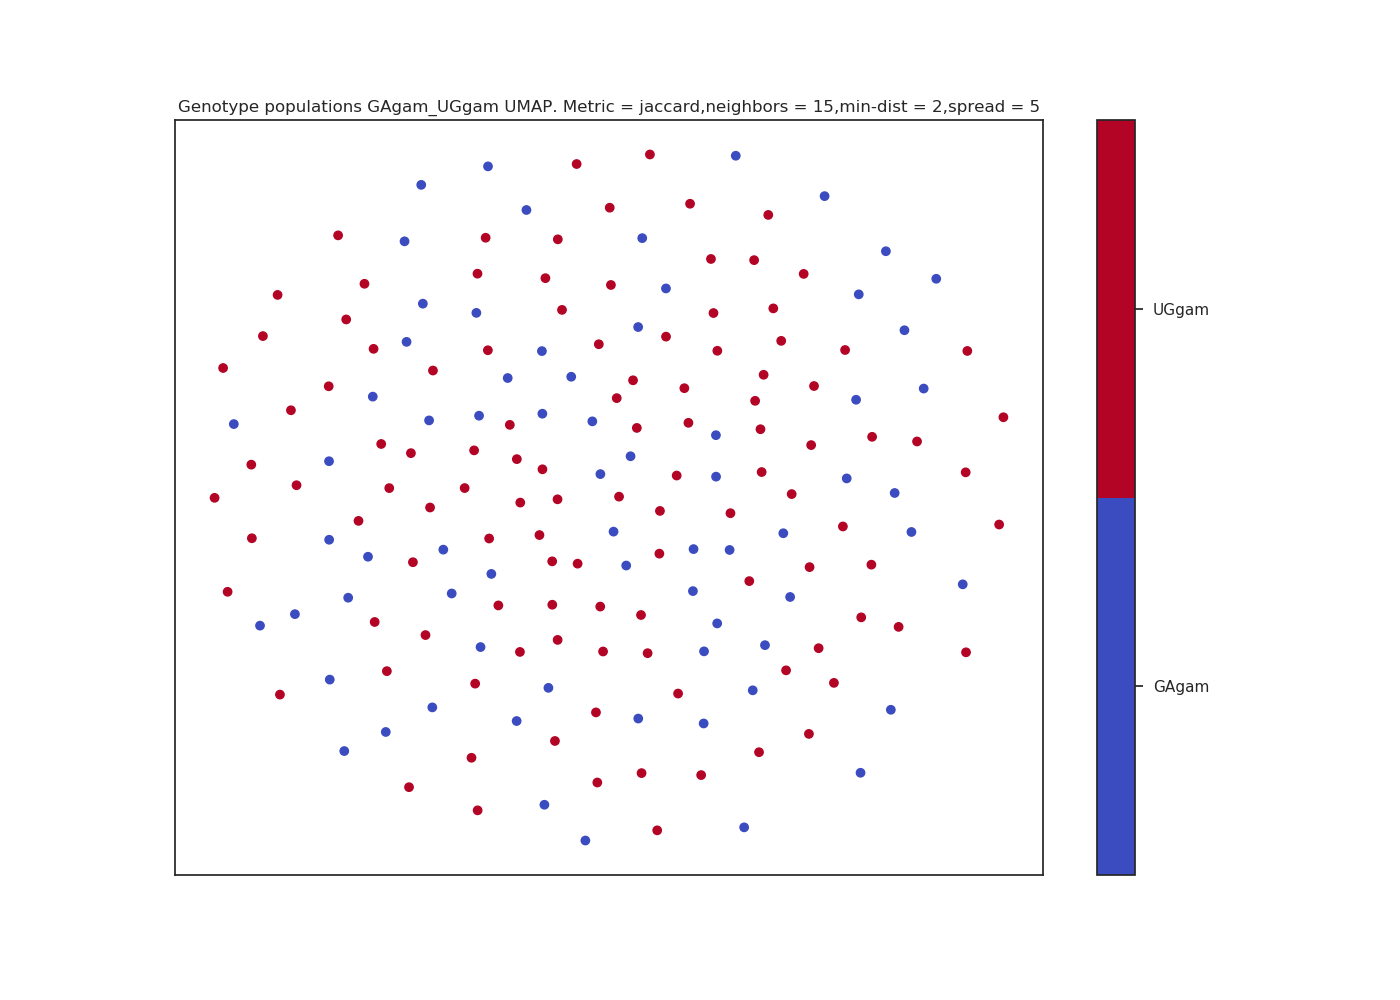 Genotype populations GAgam_UGgam UMAP. Metric = jaccard,neighbors = 15,min-dist = 2,spread = 5
UGgam
GAgam